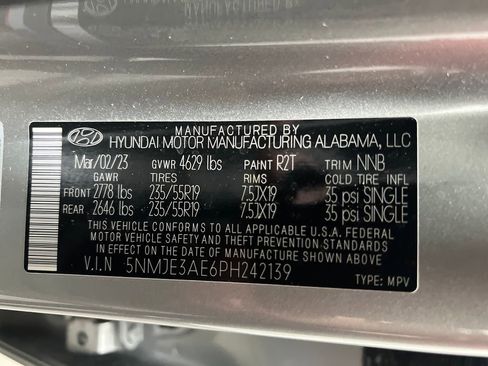 MANUFACTURED BY
HYUNDAI MOTOR MANUFACTURING ALABAMA, LLC
Mar/02/23 GVWR 4629 lbs PAINT R2T TRIM NNB
GAWR TIRES RIMS COLD TIRE INFL
FRONT 2778 lbs 235/55R19 7.5JX19 35 psi SINGLE
REAR 2646 lbs 235/55R19 7.5JX19 35 psi SINGLE
THIS VEHICLE CONFORMS TO ALL APPLICABLE U.S.A. FEDERAL
MOTOR VEHICLE SAFETY AND THEFT PREVENTION STANDARDS
IN EFFECT ON THE DATE OF MANUFACTURE SHOWN ABOVE
V.I.N 5NMJE3AE6PH242139
TYPE: MPV